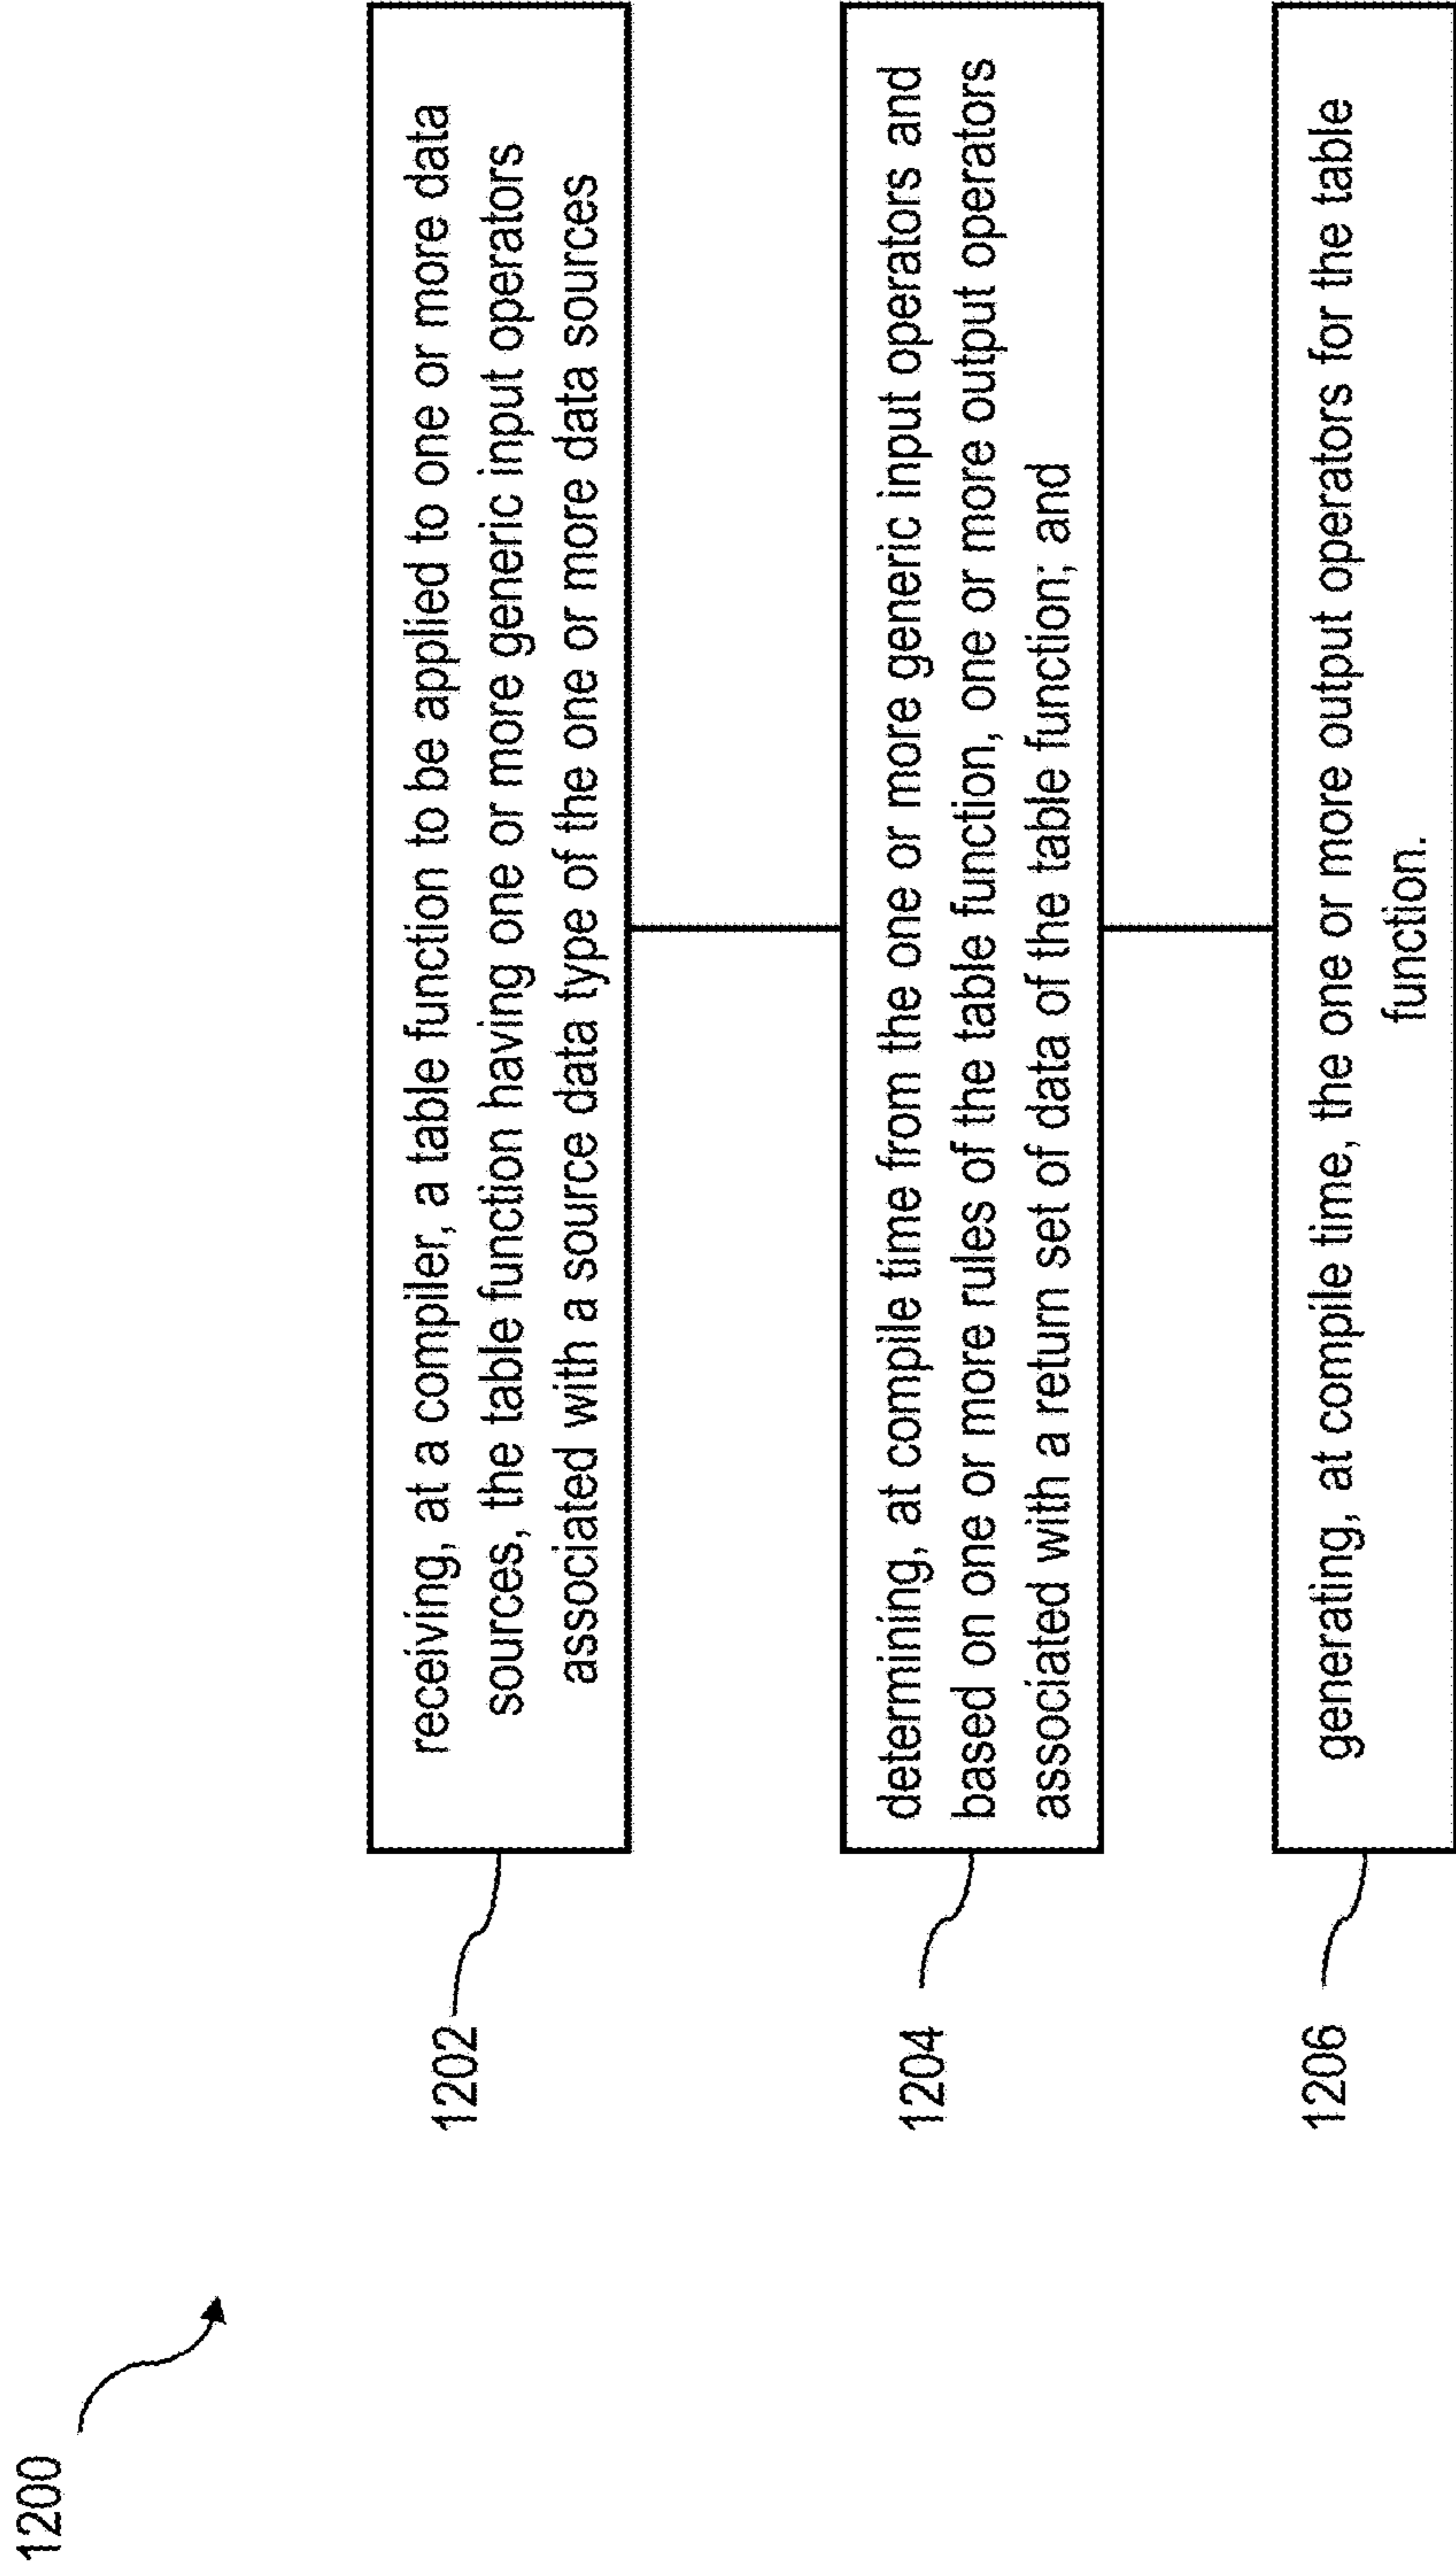 1200
1202
receiving, at a compiler, a table function to be applied to one or more data
sources, the table function having one or more generic input operators
associated with a source data type of the one or more data sources
1204
determining, at compile time from the one or more generic input operators and
based on one or more rules of the table function, one or more output operators
associated with a return set of data of the table function; and
1206
generating, at compile time, the one or more output operators for the table
function.